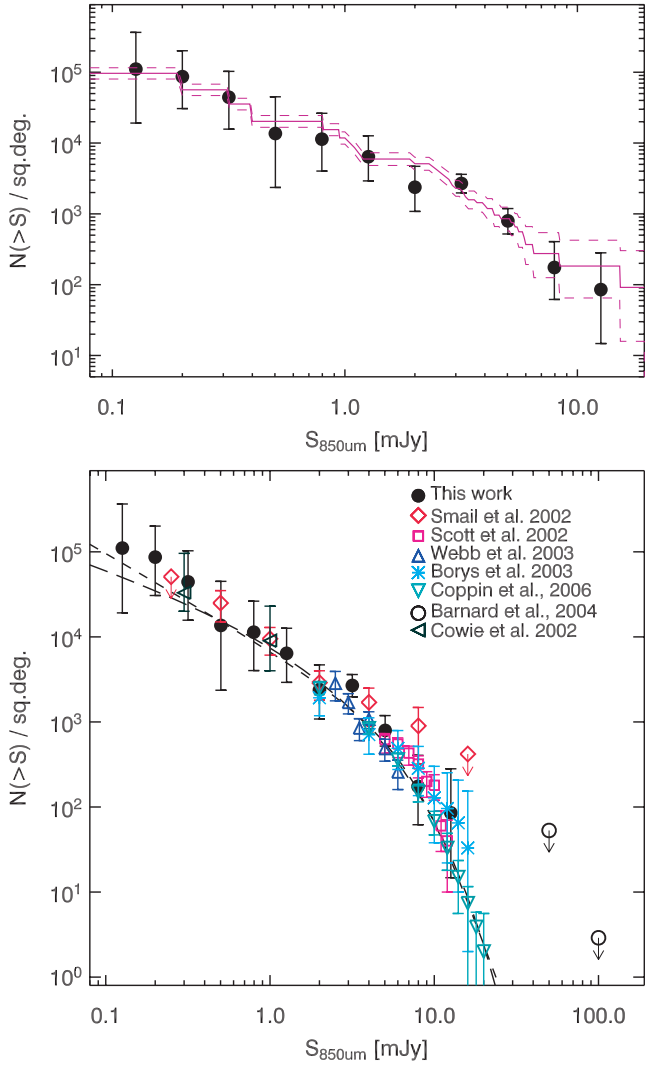 N(>S) / sq.deg.
10^5
10^4
10^3
10^2
10^1
0.1 1.0 10.0
S_850um [mJy]
N(>S) / sq.deg.
10^5
10^4
10^3
10^2
10^1
10^0
This work
Smail et al. 2002
Scott et al. 2002
Webb et al. 2003
Borys et al. 2003
Coppin et al., 2006
Barnard et al., 2004
Cowie et al. 2002
0.1 1.0 10.0 100.0
S_850um [mJy]